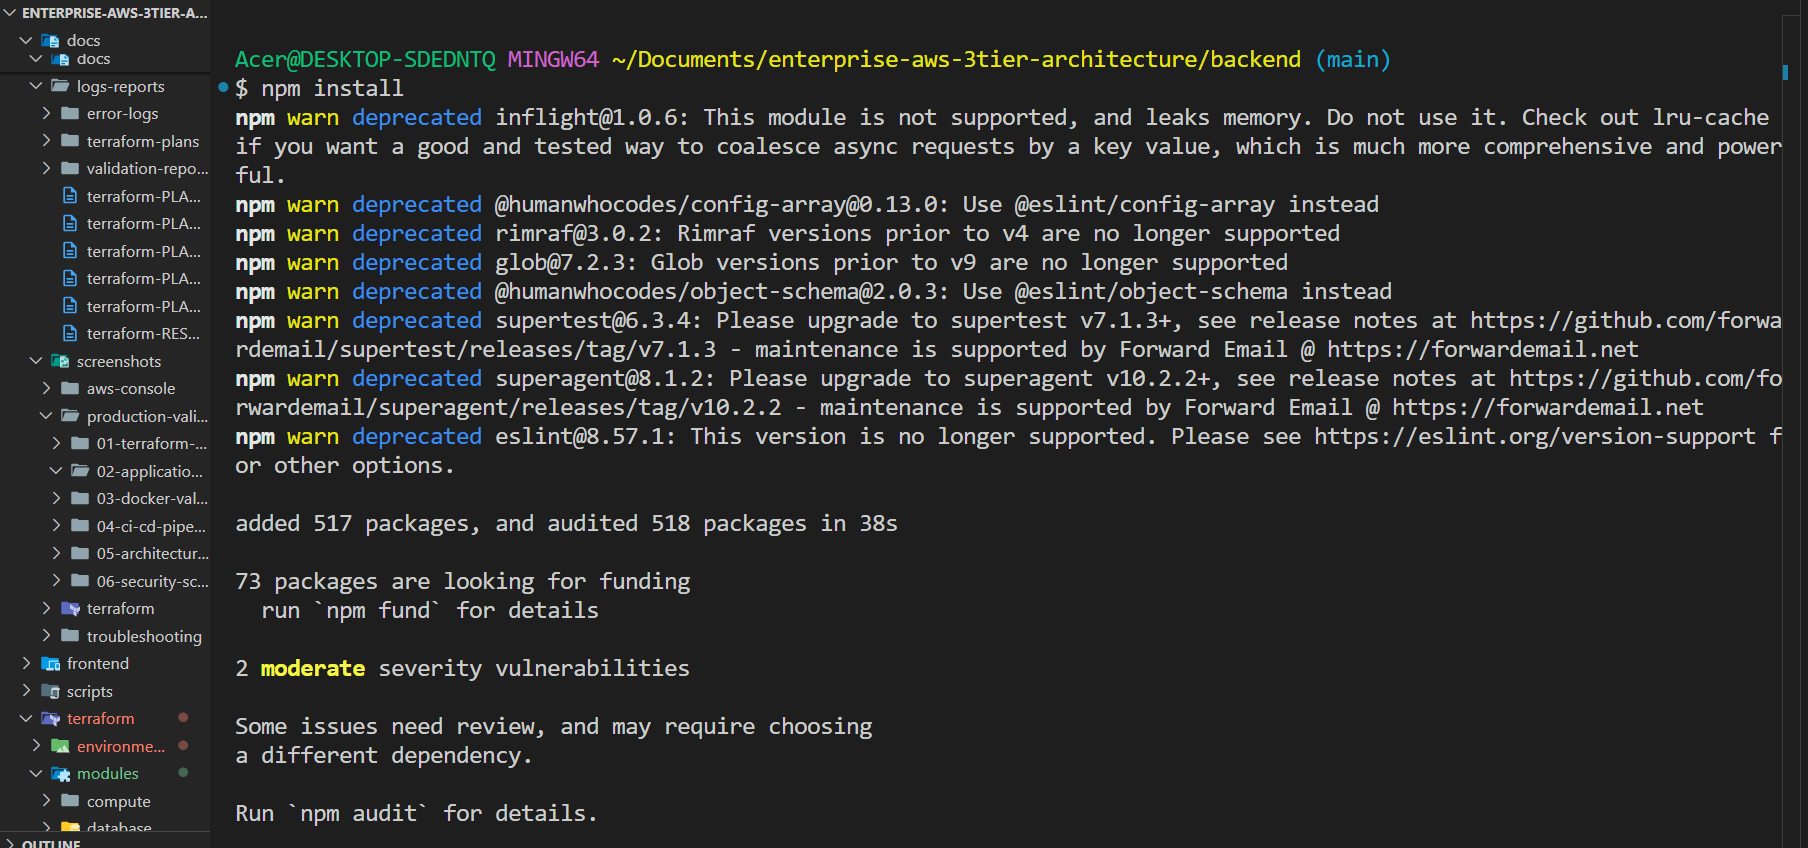 ENTERPRISE-AWS-3TIER-A...
docs
docs
logs-reports
error-logs
terraform-plans
validation-repo...
terraform-PLA...
terraform-PLA...
terraform-PLA...
terraform-PLA...
terraform-PLA...
terraform-RES...
screenshots
aws-console
production-vali...
01-terraform-...
02-applicatio...
03-docker-val...
04-ci-cd-pipe...
05-architectur...
06-security-sc...
terraform
troubleshooting
frontend
scripts
terraform
environme...
modules
compute
database
OUTLINE
Acer@DESKTOP-SDEDNTQ MINGW64 ~/Documents/enterprise-aws-3tier-architecture/backend (main)
$ npm install
npm warn deprecated inflight@1.0.6: This module is not supported, and leaks memory. Do not use it. Check out lru-cache
if you want a good and tested way to coalesce async requests by a key value, which is much more comprehensive and power
ful.
npm warn deprecated @humanwhocodes/config-array@0.13.0: Use @eslint/config-array instead
npm warn deprecated rimraf@3.0.2: Rimraf versions prior to v4 are no longer supported
npm warn deprecated glob@7.2.3: Glob versions prior to v9 are no longer supported
npm warn deprecated @humanwhocodes/object-schema@2.0.3: Use @eslint/object-schema instead
npm warn deprecated supertest@6.3.4: Please upgrade to supertest v7.1.3+, see release notes at https://github.com/forwa
rdemail/supertest/releases/tag/v7.1.3 - maintenance is supported by Forward Email @ https://forwardemail.net
npm warn deprecated superagent@8.1.2: Please upgrade to superagent v10.2.2+, see release notes at https://github.com/fo
rwardemail/superagent/releases/tag/v10.2.2 - maintenance is supported by Forward Email @ https://forwardemail.net
npm warn deprecated eslint@8.57.1: This version is no longer supported. Please see https://eslint.org/version-support f
or other options.
added 517 packages, and audited 518 packages in 38s
73 packages are looking for funding
run `npm fund` for details
2 moderate severity vulnerabilities
Some issues need review, and may require choosing
a different dependency.
Run `npm audit` for details.